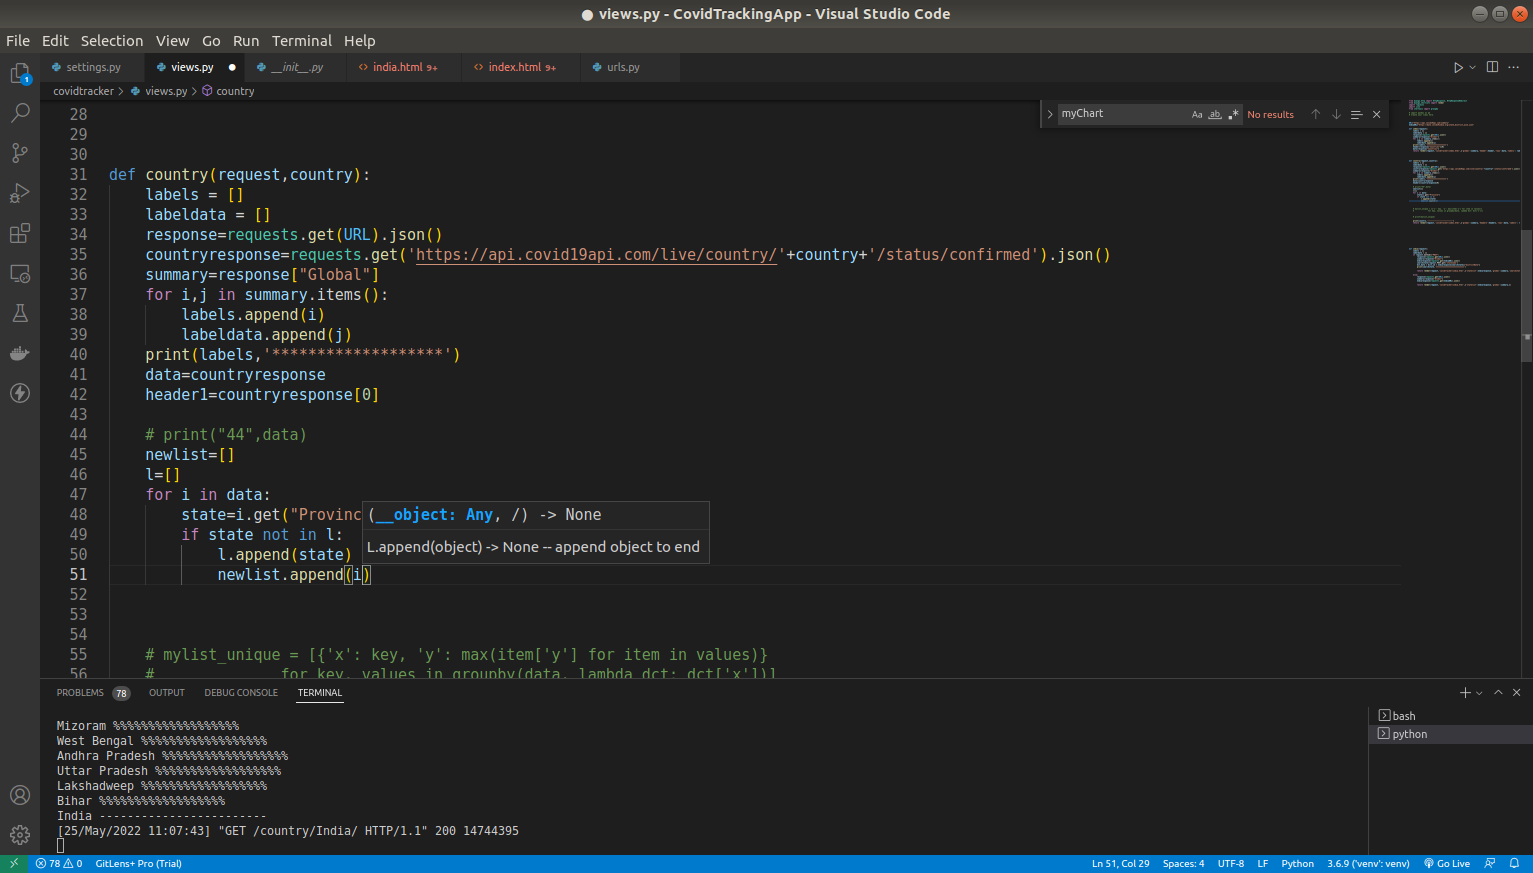 ● views.py - CovidTrackingApp - Visual Studio Code
File Edit Selection View Go Run Terminal Help
settings.py views.py ● __init__.py india.html 9+ index.html 9+ urls.py
covidtracker > views.py > country
myChart Aa ab .* No results
28
29
30
31 def country(request,country):
32 labels = []
33 labeldata = []
34 response=requests.get(URL).json()
35 countryresponse=requests.get('https://api.covid19api.com/live/country/'+country+'/status/confirmed').json()
36 summary=response["Global"]
37 for i,j in summary.items():
38 labels.append(i)
39 labeldata.append(j)
40 print(labels,'*******************')
41 data=countryresponse
42 header1=countryresponse[0]
43
44 # print("44",data)
45 newlist=[]
46 l=[]
47 for i in data:
48 state=i.get("Provinc
(__object: Any, /) -> None
49 if state not in l:
L.append(object) -> None -- append object to end
50 l.append(state)
51 newlist.append(i)
52
53
54
55 # mylist_unique = [{'x': key, 'y': max(item['y'] for item in values)}
56 # for key, values in groupby(data, lambda dct: dct['x'])]
PROBLEMS 78 OUTPUT DEBUG CONSOLE TERMINAL
Mizoram %%%%%%%%%%%%%%%%%%
West Bengal %%%%%%%%%%%%%%%%%%
Andhra Pradesh %%%%%%%%%%%%%%%%%%
Uttar Pradesh %%%%%%%%%%%%%%%%%%
Lakshadweep %%%%%%%%%%%%%%%%%%
Bihar %%%%%%%%%%%%%%%%%%
India ------------------------
[25/May/2022 11:07:43] "GET /country/India/ HTTP/1.1" 200 14744395
bash
python
1
78 0 GitLens+ Pro (Trial) Ln 51, Col 29 Spaces: 4 UTF-8 LF Python 3.6.9 ('venv': venv) Go Live